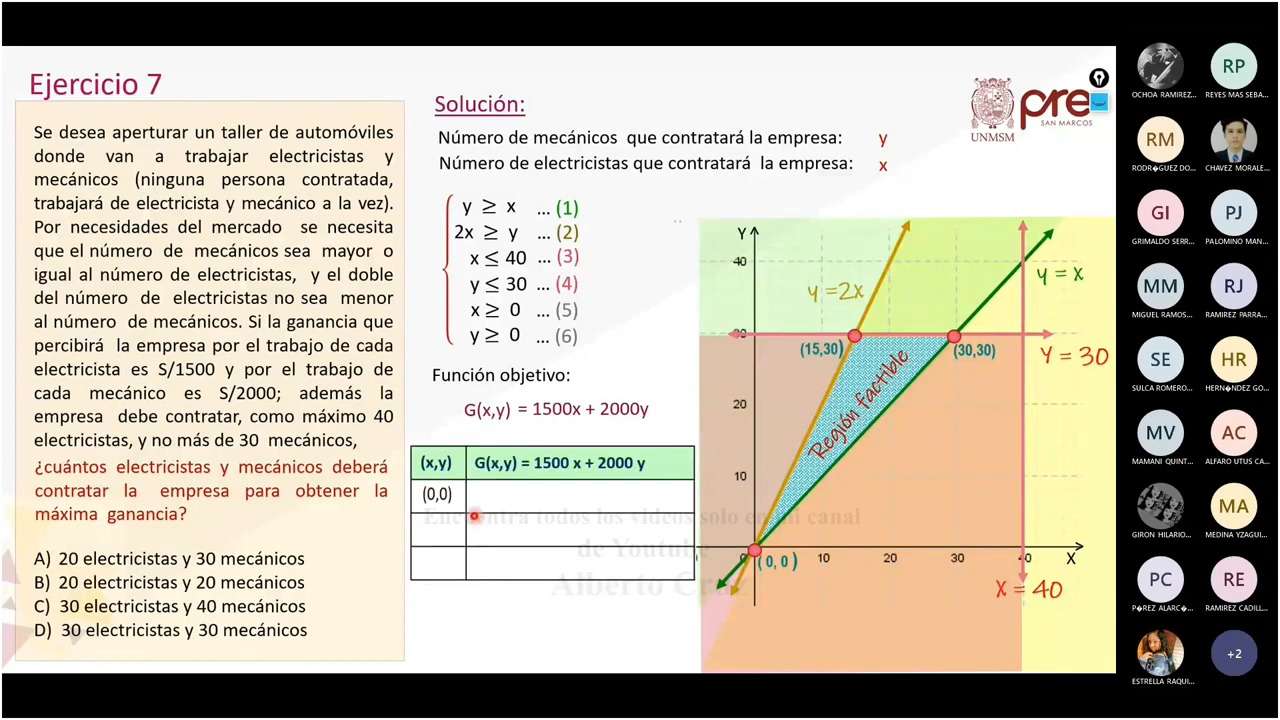 Ejercicio 7
Se desea aperturar un taller de automóviles
donde van a trabajar electricistas y
mecánicos (ninguna persona contratada,
trabajará de electricista y mecánico a la vez).
Por necesidades del mercado se necesita
que el número de mecánicos sea mayor o
igual al número de electricistas, y el doble
del número de electricistas no sea menor
al número de mecánicos. Si la ganancia que
percibirá la empresa por el trabajo de cada
electricista es S/1500 y por el trabajo de
cada mecánico es S/2000; además la
empresa debe contratar, como máximo 40
electricistas, y no más de 30 mecánicos,
¿cuántos electricistas y mecánicos deberá
contratar la empresa para obtener la
máxima ganancia?
A) 20 electricistas y 30 mecánicos
B) 20 electricistas y 20 mecánicos
C) 30 electricistas y 40 mecánicos
D) 30 electricistas y 30 mecánicos
Solución:
Número de mecánicos que contratará la empresa: y
Número de electricistas que contratará la empresa: x
y ≥ x ... (1)
2x ≥ y ... (2)
x ≤ 40 ... (3)
y ≤ 30 ... (4)
x ≥ 0 ... (5)
y ≥ 0 ... (6)
Función objetivo:
G(x,y) = 1500x + 2000y
(x,y) G(x,y) = 1500 x + 2000 y
(0,0)
Encuentra todos los videos solo en mi canal
de Youtube
Alberto Cruz
UNMSM
pre
SAN MARCOS
Y
40
y = 2x
y = x
30
(15,30)
(30,30)
y = 30
Región factible
20
10
0
(0, 0)
10 20 30 40 X
x = 40
OCHOA RAMIREZ...
RP
REYES MAS SEBA...
RM
RODR�GUEZ DO...
CHAVEZ MORALE...
GI
GRIMALDO SERR...
PJ
PALOMINO MAN...
MM
MIGUEL RAMOS...
RJ
RAMIREZ PARRA...
SE
SULCA ROMERO...
HR
HERN�NDEZ GO...
MV
MAMANI QUINT...
AC
ALFARO UTUS CA...
GIRON HILARIO...
MA
MEDINA YZAGUI...
PC
P�REZ ALARC�...
RE
RAMIREZ CADILL...
ESTRELLA RAQUI...
+2